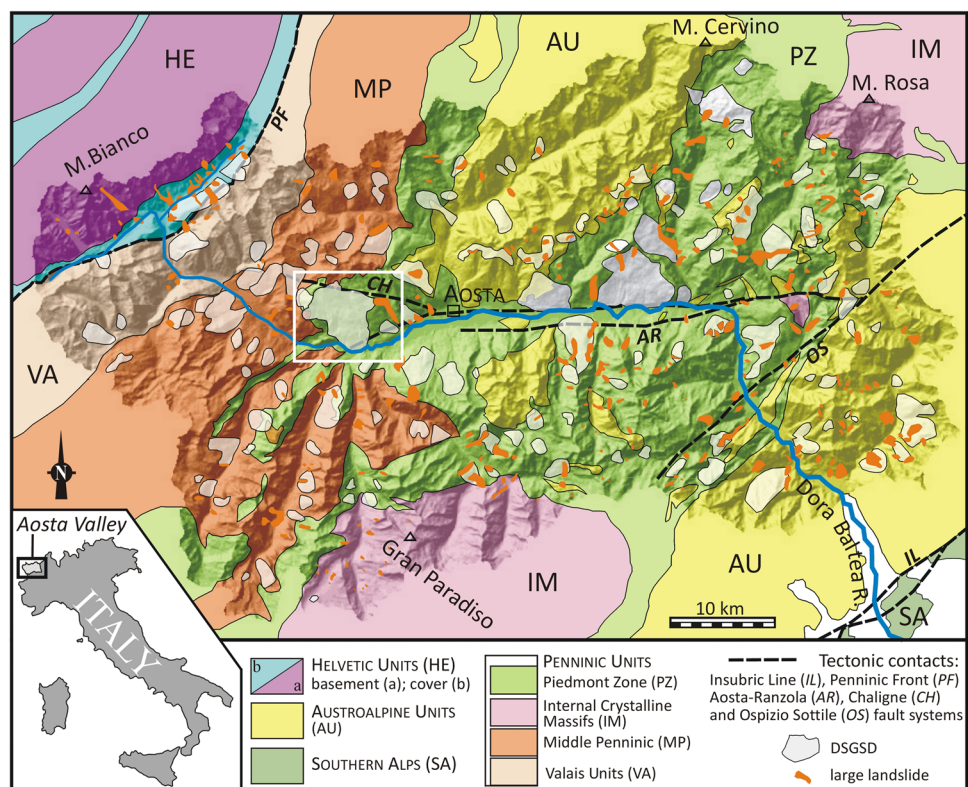 HE
MP
AU
M. Cervino
PZ
IM
M. Rosa
PF
M.Bianco
CH
AOSTA
AR
OS
VA
N
Dora Baltea R.
Gran Paradiso
IM
AU
IL
SA
10 km
Aosta Valley
ITALY
b
a
HELVETIC UNITS (HE)
basement (a); cover (b)
AUSTROALPINE UNITS
(AU)
SOUTHERN ALPS (SA)
PENNINIC UNITS
Piedmont Zone (PZ)
Internal Crystalline
Massifs (IM)
Middle Penninic (MP)
Valais Units (VA)
Tectonic contacts:
Insubric Line (IL), Penninic Front (PF)
Aosta-Ranzola (AR), Chaligne (CH)
and Ospizio Sottile (OS) fault systems
DSGSD
large landslide